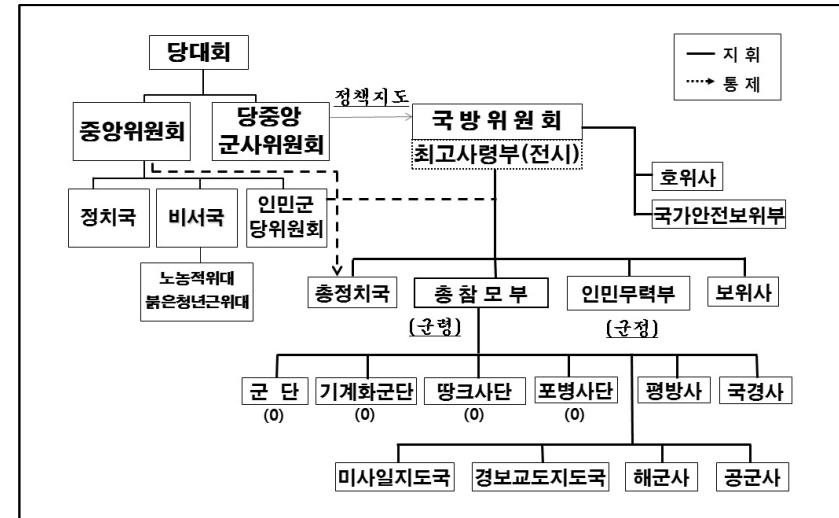 당대회
지 휘
통 제
정책지도
중앙위원회
당중앙
군사위원회
국 방 위 원 회
최고사령부(전시)
호위사
국가안전보위부
정치국
비서국
인민군
당위원회
노농적위대
붉은청년근위대
총정치국
총 참 모 부
인민무력부
보위사
(군령)
(군정)
군 단
(0)
기계화군단
(0)
땅크사단
(0)
포병사단
(0)
평방사
국경사
미사일지도국
경보교도지도국
해군사
공군사